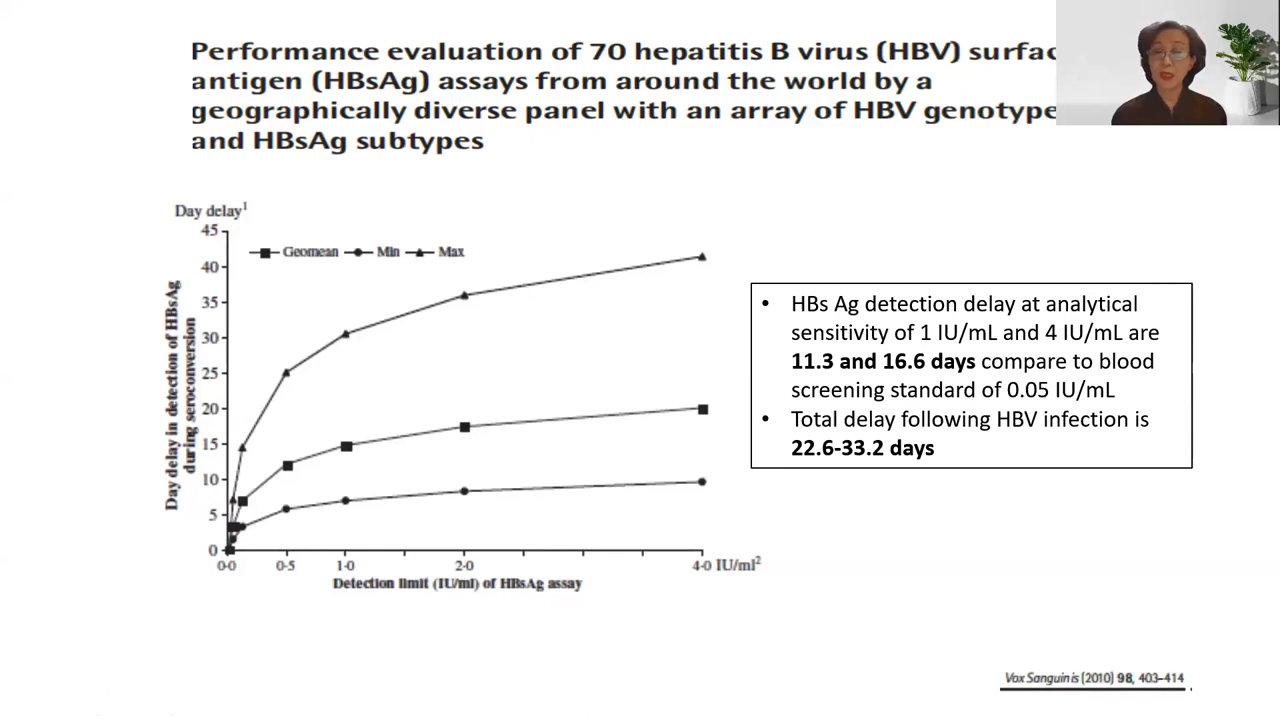 Performance evaluation of 70 hepatitis B virus (HBV)
antigen (HBsAg) assays from around the world by a
geographically diverse panel with an array of HBV
and HBsAg subtypes
Day delay1
45
40
35
30
25
20
15
10
5
0
Geomean Min Max
Day delay in detection of HBsAg
during seroconversion
0·0 0·5 1·0 2·0 4·0 IU/ml2
Detection limit (IU/ml) of HBsAg assay
• HBs Ag detection delay at analytical
sensitivity of 1 IU/mL and 4 IU/mL are
11.3 and 16.6 days compare to blood
screening standard of 0.05 IU/mL
• Total delay following HBV infection is
22.6-33.2 days
Vox Sanguinis (2010) 98, 403–414